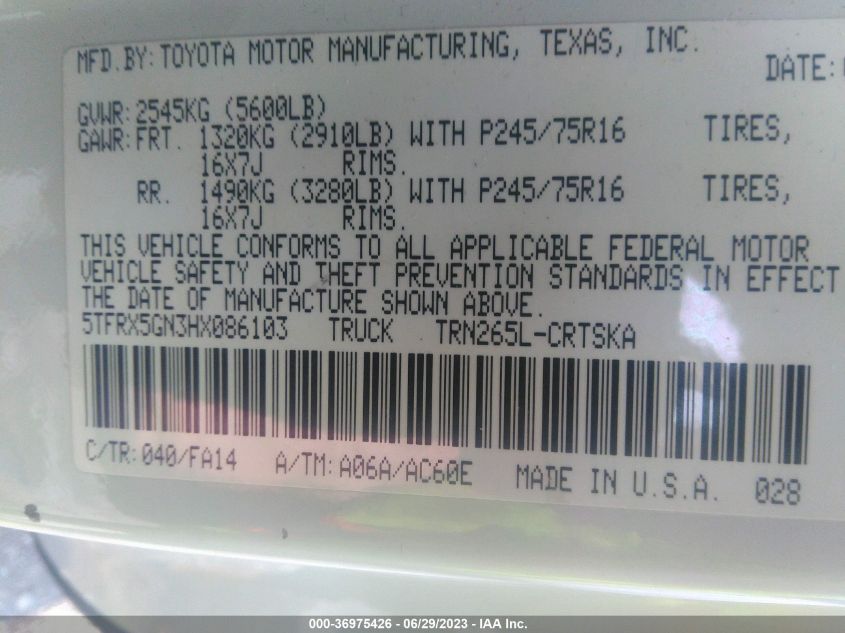 MFD.BY:TOYOTA MOTOR MANUFACTURING, TEXAS, INC.
DATE:
GVWR:2545KG (5600LB)
GAWR:FRT. 1320KG (2910LB) WITH P245/75R16 TIRES,
16X7J RIMS.
RR. 1490KG (3280LB) WITH P245/75R16 TIRES,
16X7J RIMS.
THIS VEHICLE CONFORMS TO ALL APPLICABLE FEDERAL MOTOR
VEHICLE SAFETY AND THEFT PREVENTION STANDARDS IN EFFECT
THE DATE OF MANUFACTURE SHOWN ABOVE.
5TFRX5GN3HX086103 TRUCK TRN265L-CRTSKA
C/TR:040/FA14 A/TM:A06A/AC60E MADE IN U.S.A. 028
000-36975426 - 06/29/2023 - IAA Inc.